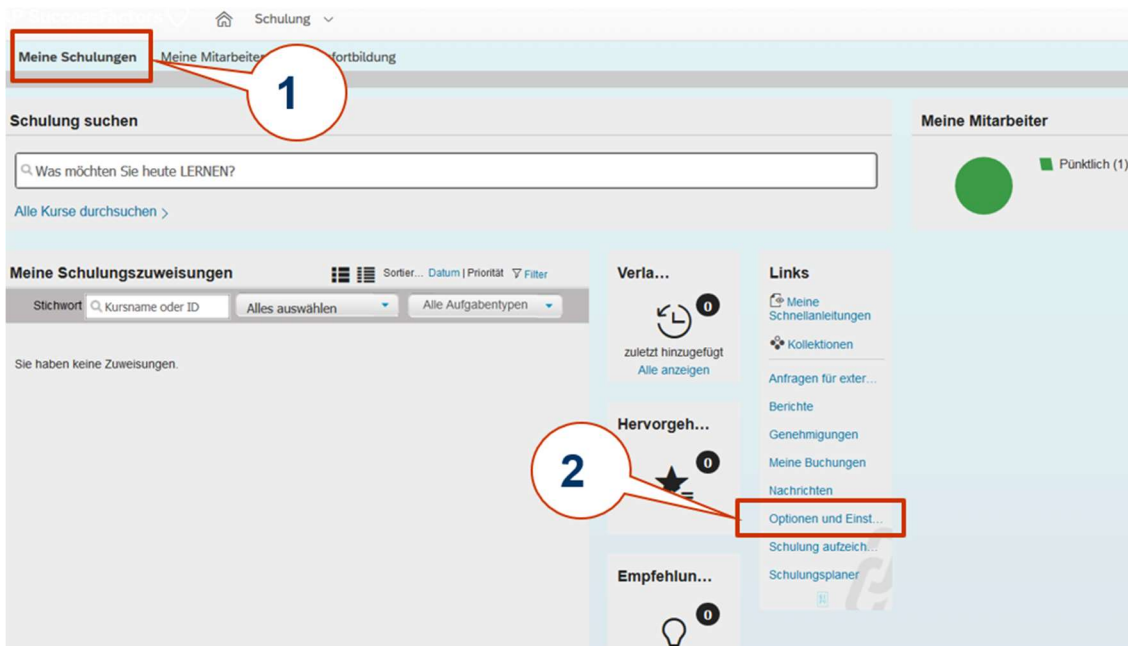 Schulung
Meine Schulungen
Meine Mitarbeiter
fortbildung
1
Schulung suchen
Was möchten Sie heute LERNEN?
Alle Kurse durchsuchen >
Meine Mitarbeiter
Pünktlich (1)
Meine Schulungszuweisungen
Sortier... Datum | Priorität Filter
Stichwort Kursname oder ID Alles auswählen Alle Aufgabentypen
Sie haben keine Zuweisungen.
Verla...
0
zuletzt hinzugefügt
Alle anzeigen
Hervorgeh...
0
2
Empfehlun...
0
Links
Meine
Schnellanleitungen
Kollektionen
Anfragen für exter...
Berichte
Genehmigungen
Meine Buchungen
Nachrichten
Optionen und Einst...
Schulung aufzeich...
Schulungsplaner